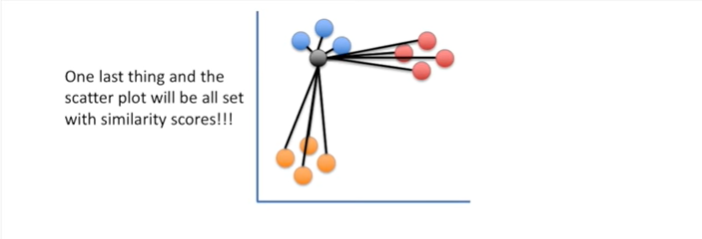 One last thing and the
scatter plot will be all set
with similarity scores!!!